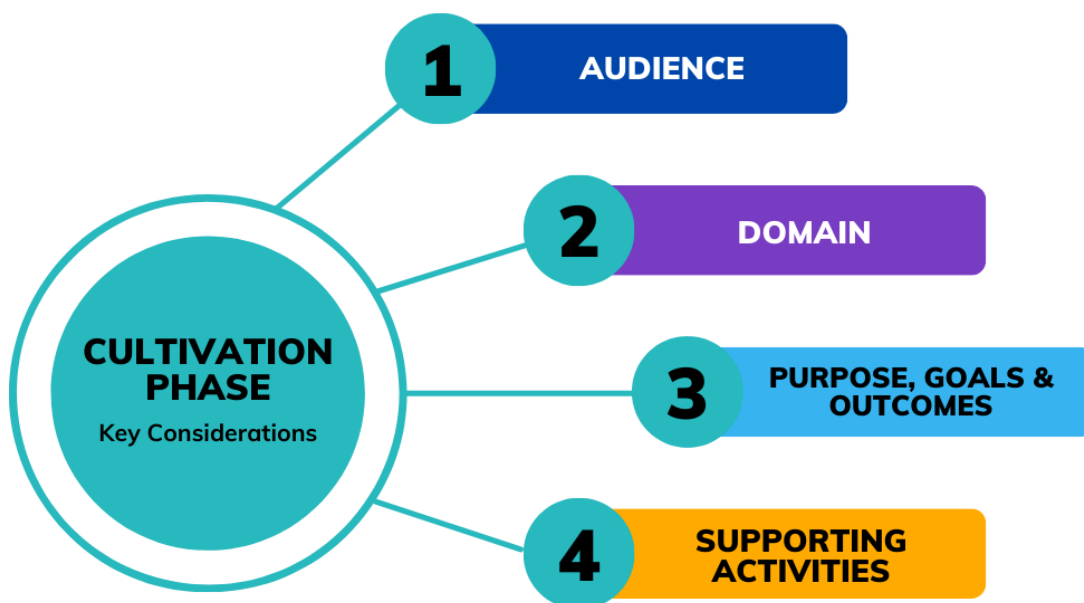 CULTIVATION
PHASE
Key Considerations
1
AUDIENCE
2
DOMAIN
3
PURPOSE, GOALS &
OUTCOMES
4
SUPPORTING
ACTIVITIES